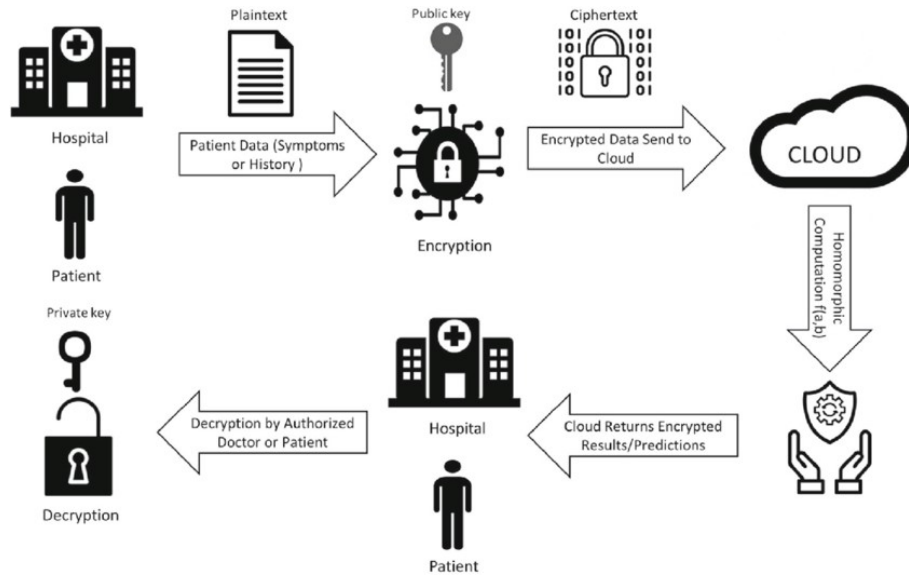 Plaintext
Public key
Ciphertext
Hospital
Patient Data (Symptoms
or History )
Encrypted Data Send to
Cloud
CLOUD
Encryption
Patient
Homomorphic
Computation f(a,b)
Private key
Decryption by Authorized
Doctor or Patient
Hospital
Cloud Returns Encrypted
Results/Predictions
Decryption
Patient